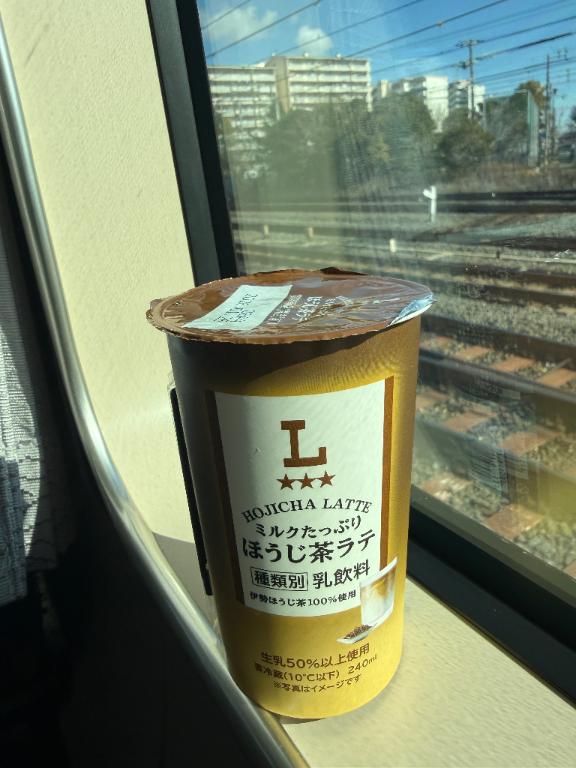 L
★★★
HOJICHA LATTE
ミルクたっぷり
ほうじ茶ラテ
種類別 乳飲料
伊勢ほうじ茶100%使用
生乳50%以上使用
要冷蔵(10℃以下) 240ml
※写真はイメージです